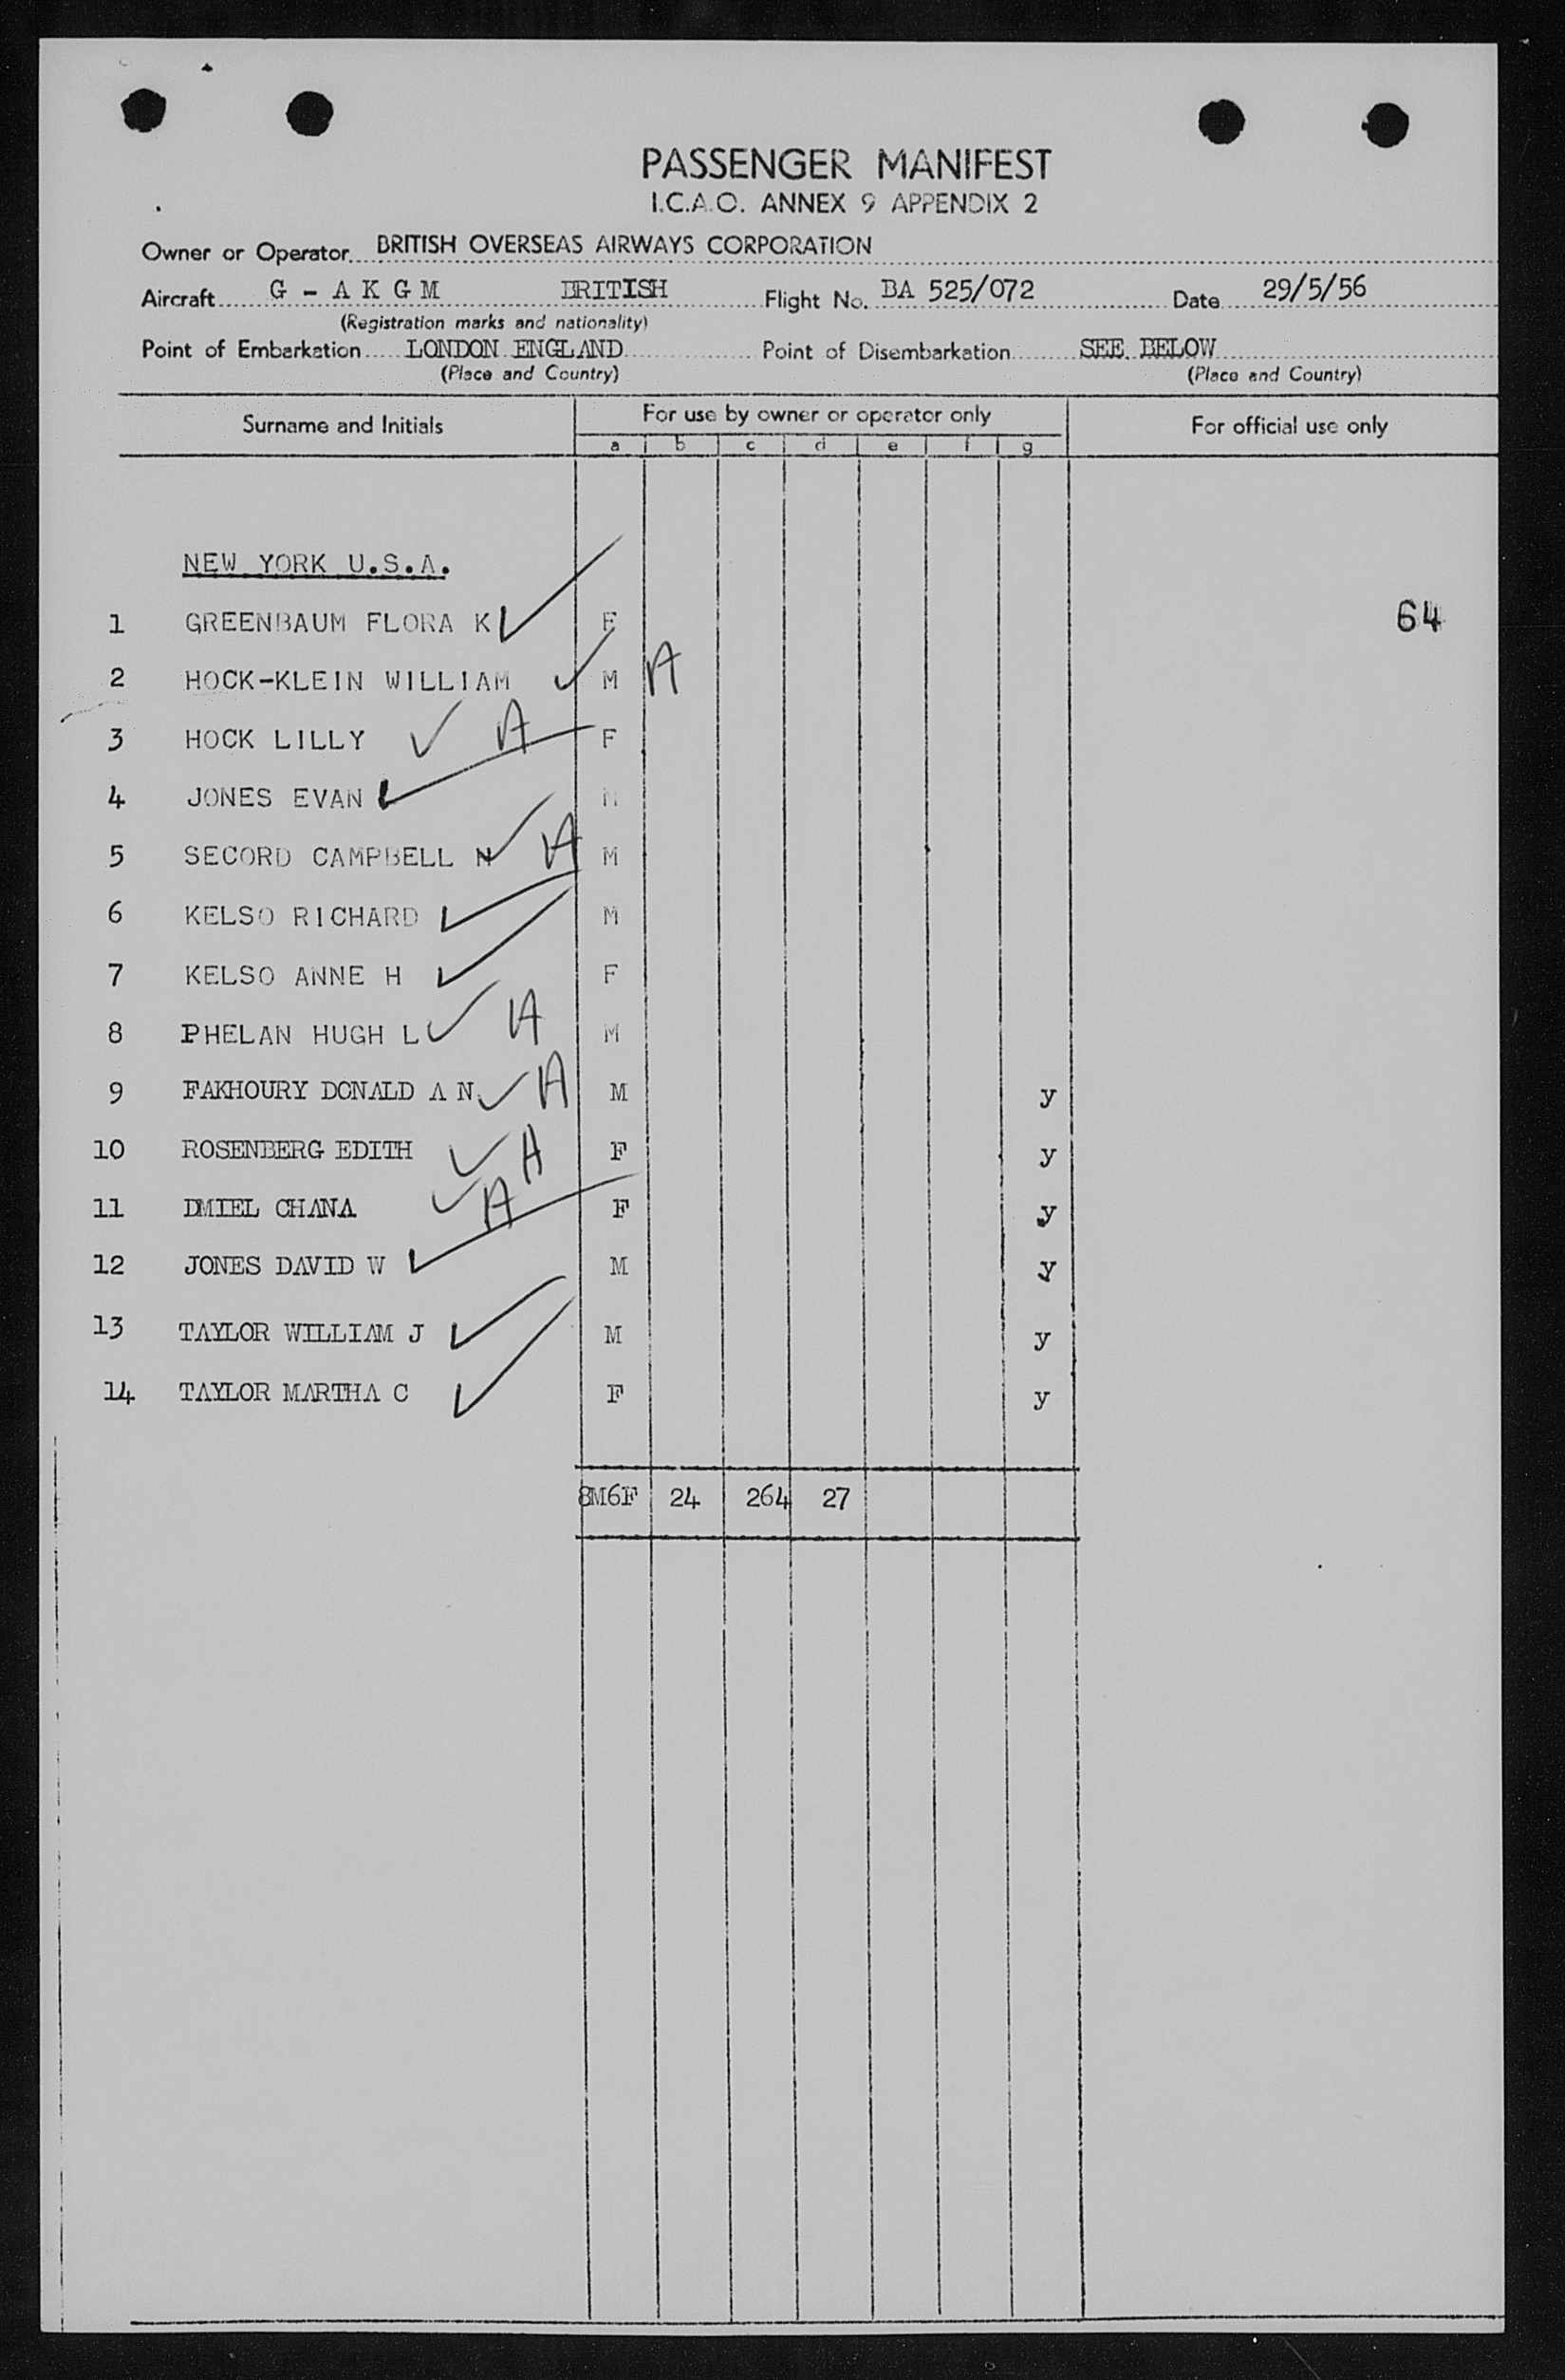 PASSENGER MANIFEST
I.C.A.O. ANNEX 9 APPENDIX 2
Owner or Operator BRITISH OVERSEAS AIRWAYS CORPORATION
Aircraft G - A K G M BRITISH Flight No. BA 525/072 Date 29/5/56
(Registration marks and nationality)
Point of Embarkation LONDON ENGLAND Point of Disembarkation SEE BELOW
(Place and Country) (Place and Country)
Surname and Initials For use by owner or operator only For official use only
a b c d e f g
NEW YORK U.S.A.
1 GREENBAUM FLORA K F 64
2 HOCK-KLEIN WILLIAM M A
3 HOCK LILLY A F
4 JONES EVAN M
5 SECORD CAMPBELL H A M
6 KELSO RICHARD M
7 KELSO ANNE H F
8 PHELAN HUGH L A M
9 FAKHOURY DONALD A N A M y
10 ROSENBERG EDITH A F y
11 DMIEL CHANA A F y
12 JONES DAVID W M y
13 TAYLOR WILLIAM J M y
14 TAYLOR MARTHA C F y
8M6F 24 264 27